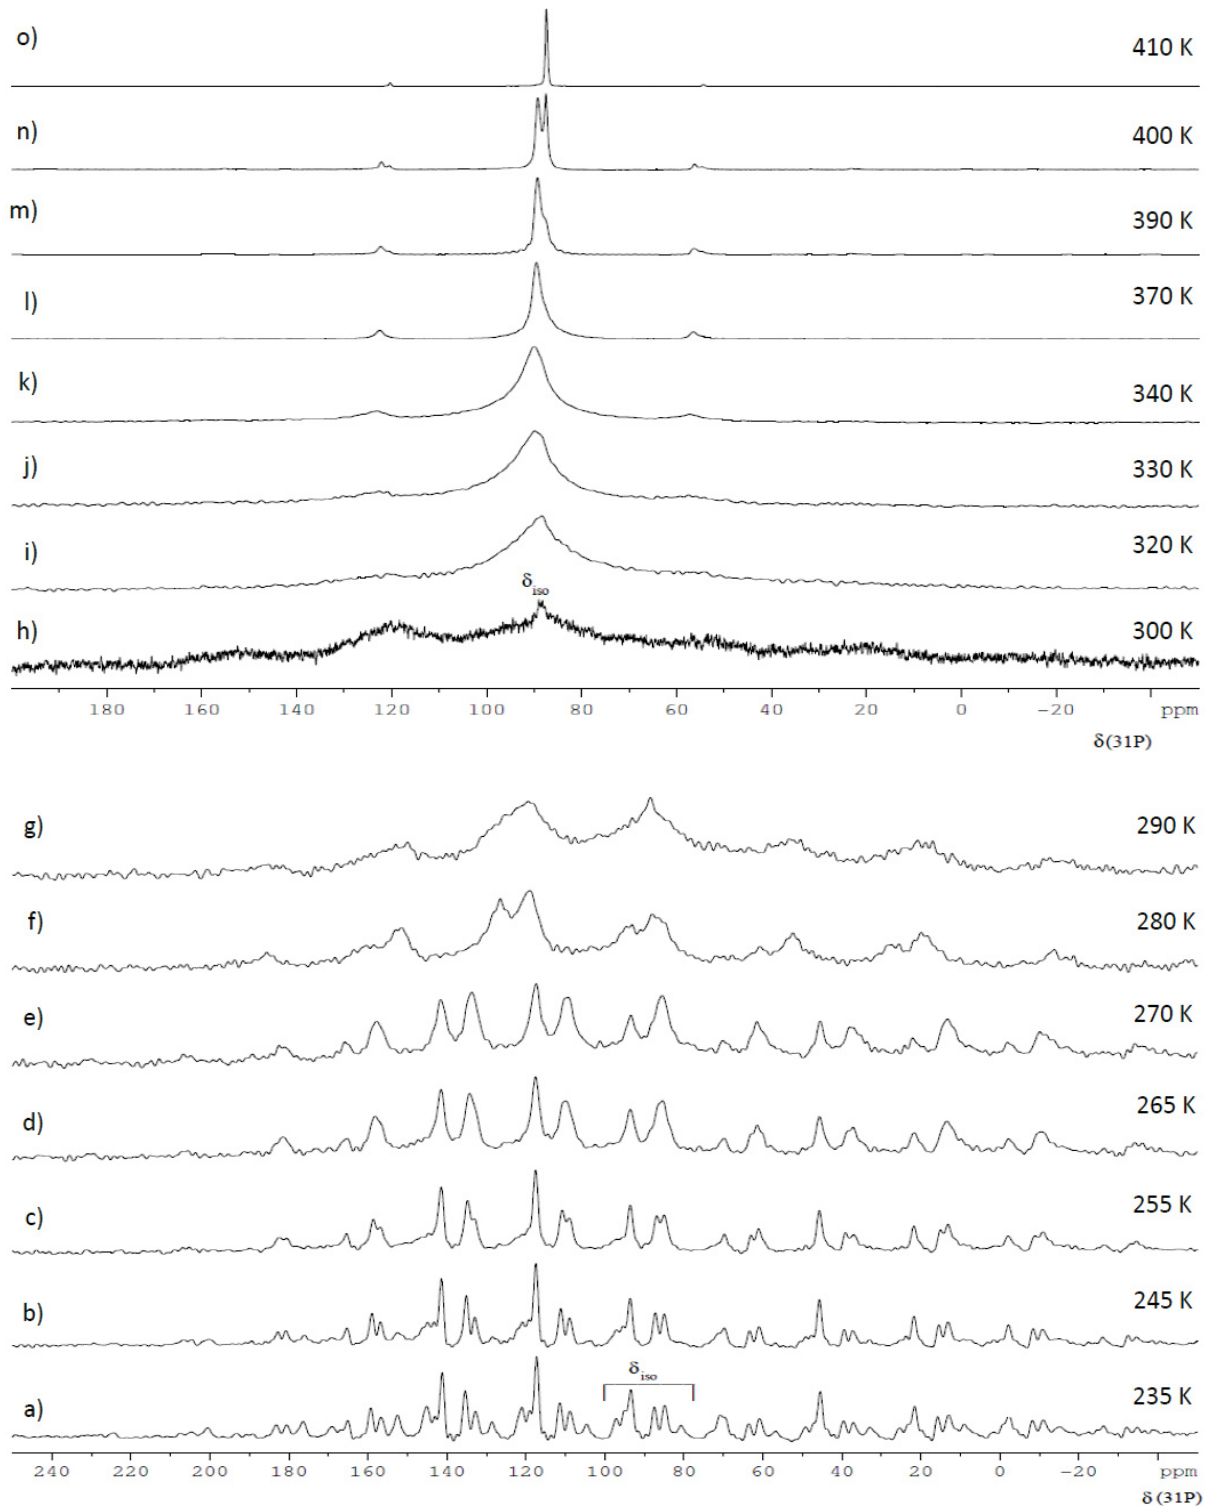 o) 410 K
n) 400 K
m) 390 K
l) 370 K
k) 340 K
j) 330 K
i) 320 K
δiso
h) 300 K
180 160 140 120 100 80 60 40 20 0 -20 ppm
δ(31P)
g) 290 K
f) 280 K
e) 270 K
d) 265 K
c) 255 K
b) 245 K
δiso
a) 235 K
240 220 200 180 160 140 120 100 80 60 40 20 0 -20 ppm
δ(31P)